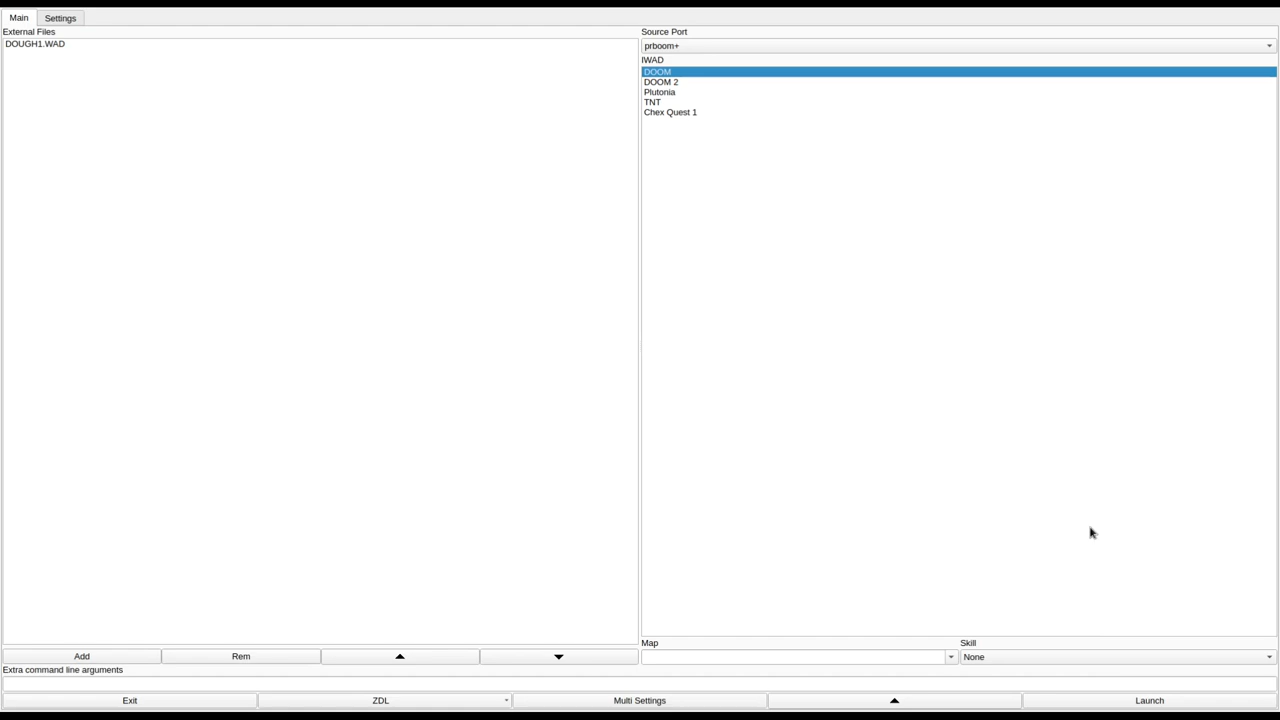 Main Settings
External Files
DOUGH1.WAD
Source Port
prboom+
IWAD
DOOM
DOOM 2
Plutonia
TNT
Chex Quest 1
Map Skill
None
Add Rem
Extra command line arguments
Exit ZDL Multi Settings Launch